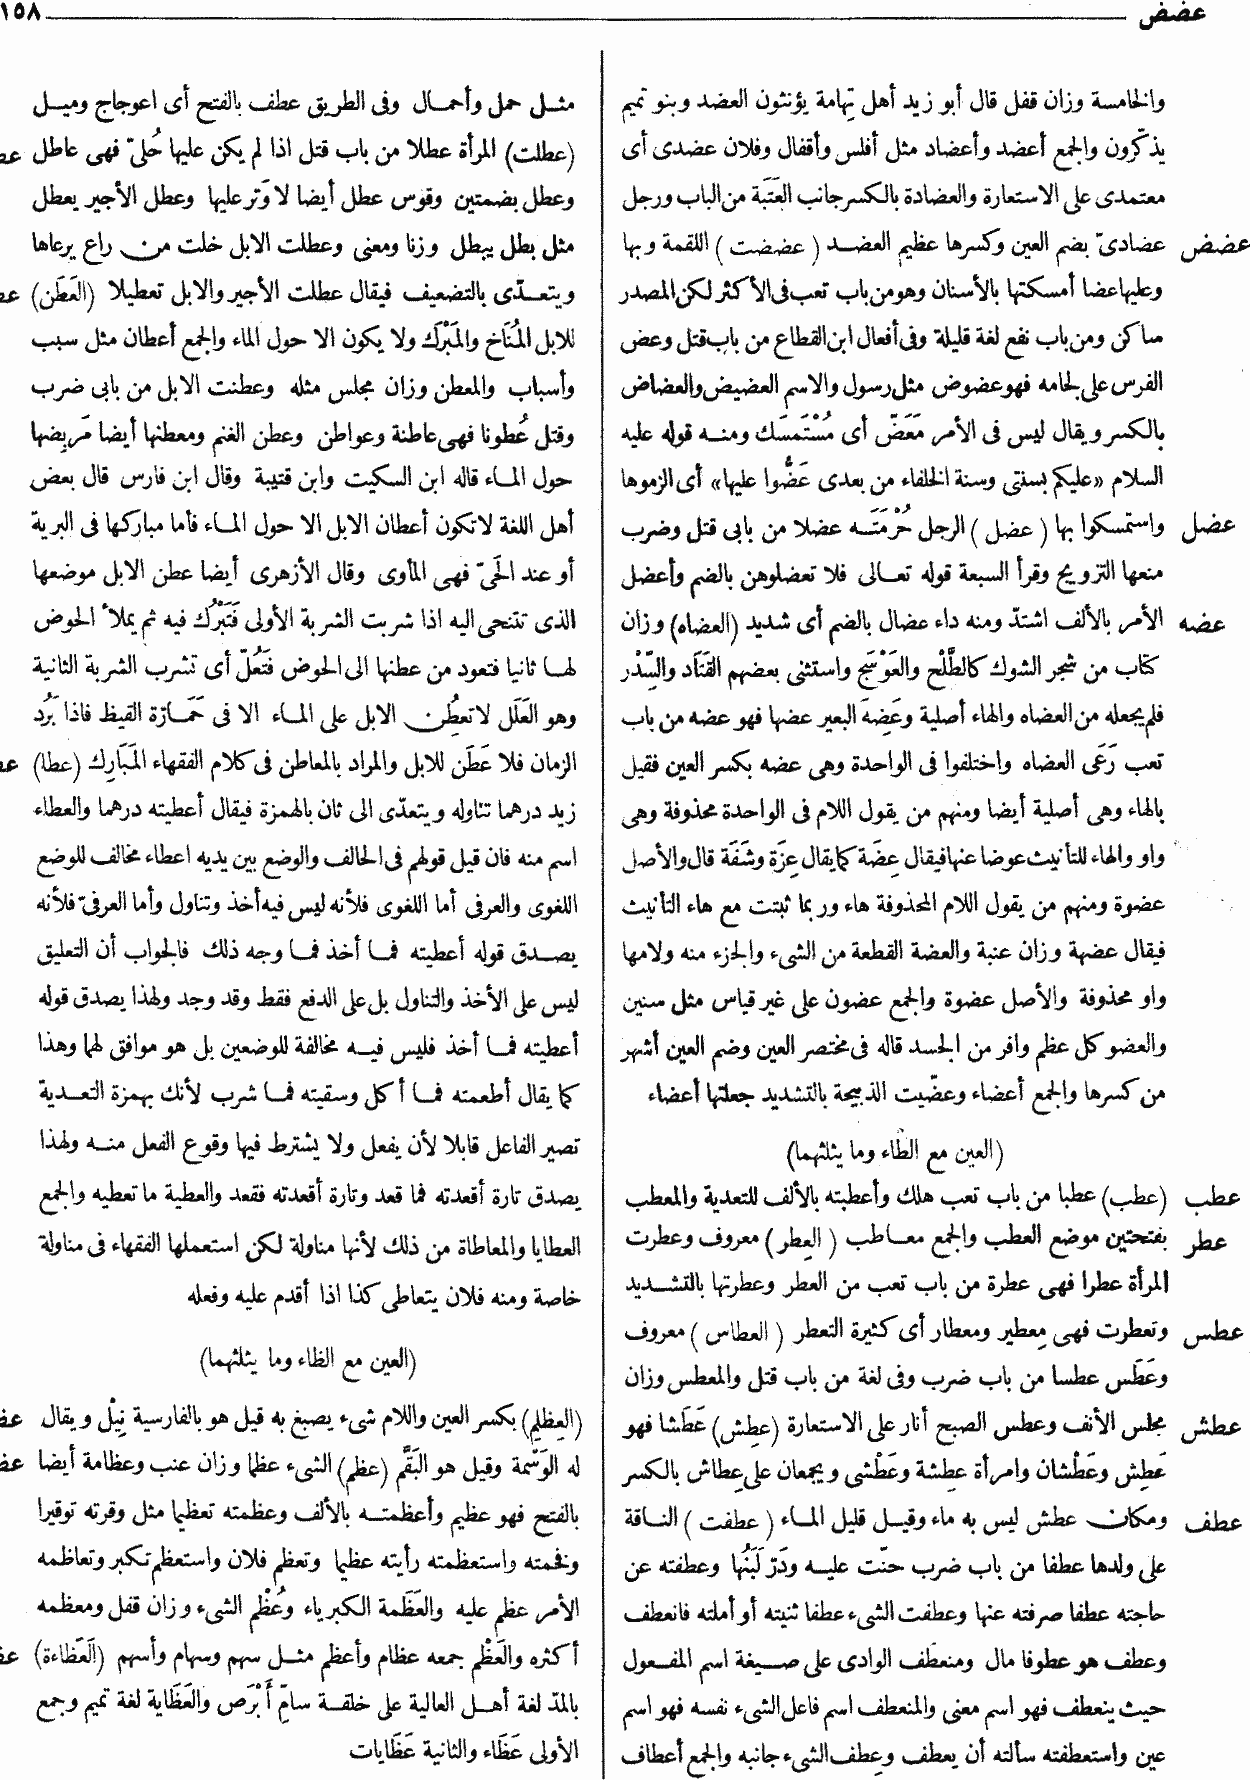 عضض
١٥٨
والخامسة وزان قفل قال أبو زيد أهل تِهامة يؤنثون العضد وبنو تميم
يذكّرون والجمع أعضد وأعضاد مثل أفلس وأقفال وفلان عضدى أى
معتمدى على الاستعارة والعضادة بالكسر جانب العَتَبة من الباب ورجل
عضض عضادىّ بضم العين وكسرها عظيم العضد (عضضت) اللقمة وبها
وعليها عضا أمسكتها بالأسنان وهو من باب تعب فى الأكثر لكن المصدر
ساكن ومن باب نفع لغة قليلة وفى أفعال ابن القطاع من باب قتل وعض
الفرس على لجامه فهو عضوض مثل رسول والاسم العضيض والعضاض
بالكسر ويقال ليس فى الأمر مَعَضّ أى مُسْتَمسَك ومنه قوله عليه
السلام «عليكم بسنتى وسنة الخلفاء من بعدى عَضُّوا عليها» أى الزموها
عضل واستمسكوا بها (عضل) الرجل حُرْمَتَه عضلا من بابى قتل وضرب
منعها التزويج وقرأ السبعة قوله تعالى فلا تعضلوهن بالضم وأعضل
عضه الأمر بالألف اشتدّ ومنه داء عضال بالضم أى شديد (العضاه) وزان
كتاب من شجر الشوك كالطَّلْح والعَوْسَج واستثنى بعضهم القَتَاد والسِّدْر
فلم يجعله من العضاه والهاء أصلية وعَضِهَ البعير عضها فهو عضه من باب
تعب رَعَى العضاه واختلفوا فى الواحدة وهى عضه بكسر العين فقيل
بالهاء وهى أصلية أيضا ومنهم من يقول اللام فى الواحدة محذوفة وهى
واو والهاء للتأنيث عوضا عنها فيقال عِضَة كما يقال عِزَة وشَفَة قال والأصل
عضوة ومنهم من يقول اللام المحذوفة هاء وربما ثبتت مع هاء التأنيث
فيقال عضهة وزان عنبة والعضة القطعة من الشىء والجزء منه ولامها
واو محذوفة والأصل عضوة والجمع عضون على غير قياس مثل سنين
والعضو كل عظم وافر من الجسد قاله فى مختصر العين وضم العين أشهر
من كسرها والجمع أعضاء وعضّيت الذبيحة بالتشديد جعلتها أعضاء
(العين مع الطاء وما يثلثهما)
عطب (عطب) عطبا من باب تعب هلك وأعطبته بالألف للتعدية والمعطب
عطر بفتحتين موضع العطب والجمع معاطب (العِطر) معروف وعطرت
المرأة عطرا فهى عطرة من باب تعب من العطر وعطرتها بالتشديد
عطس وتعطرت فهى مِعطير ومعطار أى كثيرة التعطر (العطاس) معروف
وعَطَس عطسا من باب ضرب وفى لغة من باب قتل والمعطس وزان
عطش مجلس الأنف وعطس الصبح أنار على الاستعارة (عطِش) عَطَشا فهو
عَطِش وعَطْشان وامرأة عطِشة وعَطْشى ويجمعان على عِطاش بالكسر
عطف ومكان عطش ليس به ماء وقيل قليل الماء (عطفت) الناقة
على ولدها عطفا من باب ضرب حنّت عليه ودَرّ لَبَنُها وعطفته عن
حاجته عطفا صرفته عنها وعطفت الشىء عطفا ثنيته أو أملته فانعطف
وعطف هو عطوفا مال ومنعطَف الوادى على صيغة اسم المفعول
حيث ينعطف فهو اسم معنى والمنعطف اسم فاعل الشىء نفسه فهو اسم
عين واستعطفته سألته أن يعطف وعِطف الشىء جانبه والجمع أعطاف
مثل حمل وأحمال وفى الطريق عطف بالفتح أى اعوجاج وميل
(عطلت) المرأة عطلا من باب قتل اذا لم يكن عليها حُلىّ فهى عاطل
وعطل بضمتين وقوس عطل أيضا لا وَتَر عليها وعطل الأجير يعطل
مثل بطل يبطل وزنا ومعنى وعطلت الابل خلت من راع يرعاها
ويتعدّى بالتضعيف فيقال عطلت الأجير والابل تعطيلا (العَطَن)
للابل المُنَاخ والمَبْرَك ولا يكون الا حول الماء والجمع أعطان مثل سبب
وأسباب والمعطن وزان مجلس مثله وعطنت الابل من بابى ضرب
وقتل عُطونا فهى عاطنة وعواطن وعطن الغنم ومعطنها أيضا مَربِضها
حول الماء قاله ابن السكيت وابن قتيبة وقال ابن فارس قال بعض
أهل اللغة لا تكون أعطان الابل الا حول الماء فأما مباركها فى البرية
أو عند الحَىّ فهى المأوى وقال الأزهرى أيضا عطن الابل موضعها
الذى تتنحى اليه اذا شربت الشربة الأولى فَتَبْرُك فيه ثم يملأ الحوض
لها ثانيا فتعود من عطنها الى الحوض فَتَعُلّ أى تشرب الشربة الثانية
وهو العَلَل لا تعطُن الابل على الماء الا فى حَمَارّة القيظ فاذا بَرُد
الزمان فلا عَطَن للابل والمراد بالمعاطن فى كلام الفقهاء المَبَارك (عطا)
زيد درهما تناوله ويتعدّى الى ثان بالهمزة فيقال أعطيته درهما والعطاء
اسم منه فان قيل قولهم فى الحالف والوضع بين يديه اعطاء مخالف للوضع
اللغوى والعرفى أما اللغوى فلأنه ليس فيه أخذ وتناول وأما العرفىّ فلأنه
يصدق قوله أعطيته فما أخذ فما وجه ذلك فالجواب أن التعليق
ليس على الأخذ والتناول بل على الدفع فقط وقد وجد ولهذا يصدق قوله
أعطيته فما أخذ فليس فيه مخالفة للوضعين بل هو موافق لهما وهذا
كما يقال أطعمته فما أكل وسقيته فما شرب لأنك بهمزة التعدية
تصير الفاعل قابلا لأن يفعل ولا يشترط فيها وقوع الفعل منه ولهذا
يصدق تارة أقعدته فما قعد وتارة أقعدته فقعد والعطية ما تعطيه والجمع
العطايا والمعاطاة من ذلك لأنها مناولة لكن استعملها الفقهاء فى مناولة
خاصة ومنه فلان يتعاطى كذا اذا أقدم عليه وفعله
(العين مع الظاء وما يثلثهما)
(العِظلِم) بكسر العين واللام شىء يصبغ به قيل هو بالفارسية نِيْل ويقال
له الوَسْمة وقيل هو البَقَّم (عظم) الشىء عظما وزان عنب وعظامة أيضا
بالفتح فهو عظيم وأعظمته بالألف وعظمته تعظيما مثل وقرته توقيرا
وفخمته واستعظمته رأيته عظيما وتعظم فلان واستعظم تكبر وتعاظمه
الأمر عظم عليه والعَظَمة الكبرياء وعُظْم الشىء وزان قفل ومعظمه
أكثره والعَظْم جمعه عظام وأعظم مثل سهم وسهام وأسهم (العَظَاءة)
بالمدّ لغة أهل العالية على خلقة سامّ أَبْرَص والعَظَاية لغة تميم وجمع
الأولى عَظَاء والثانية عَظَايات